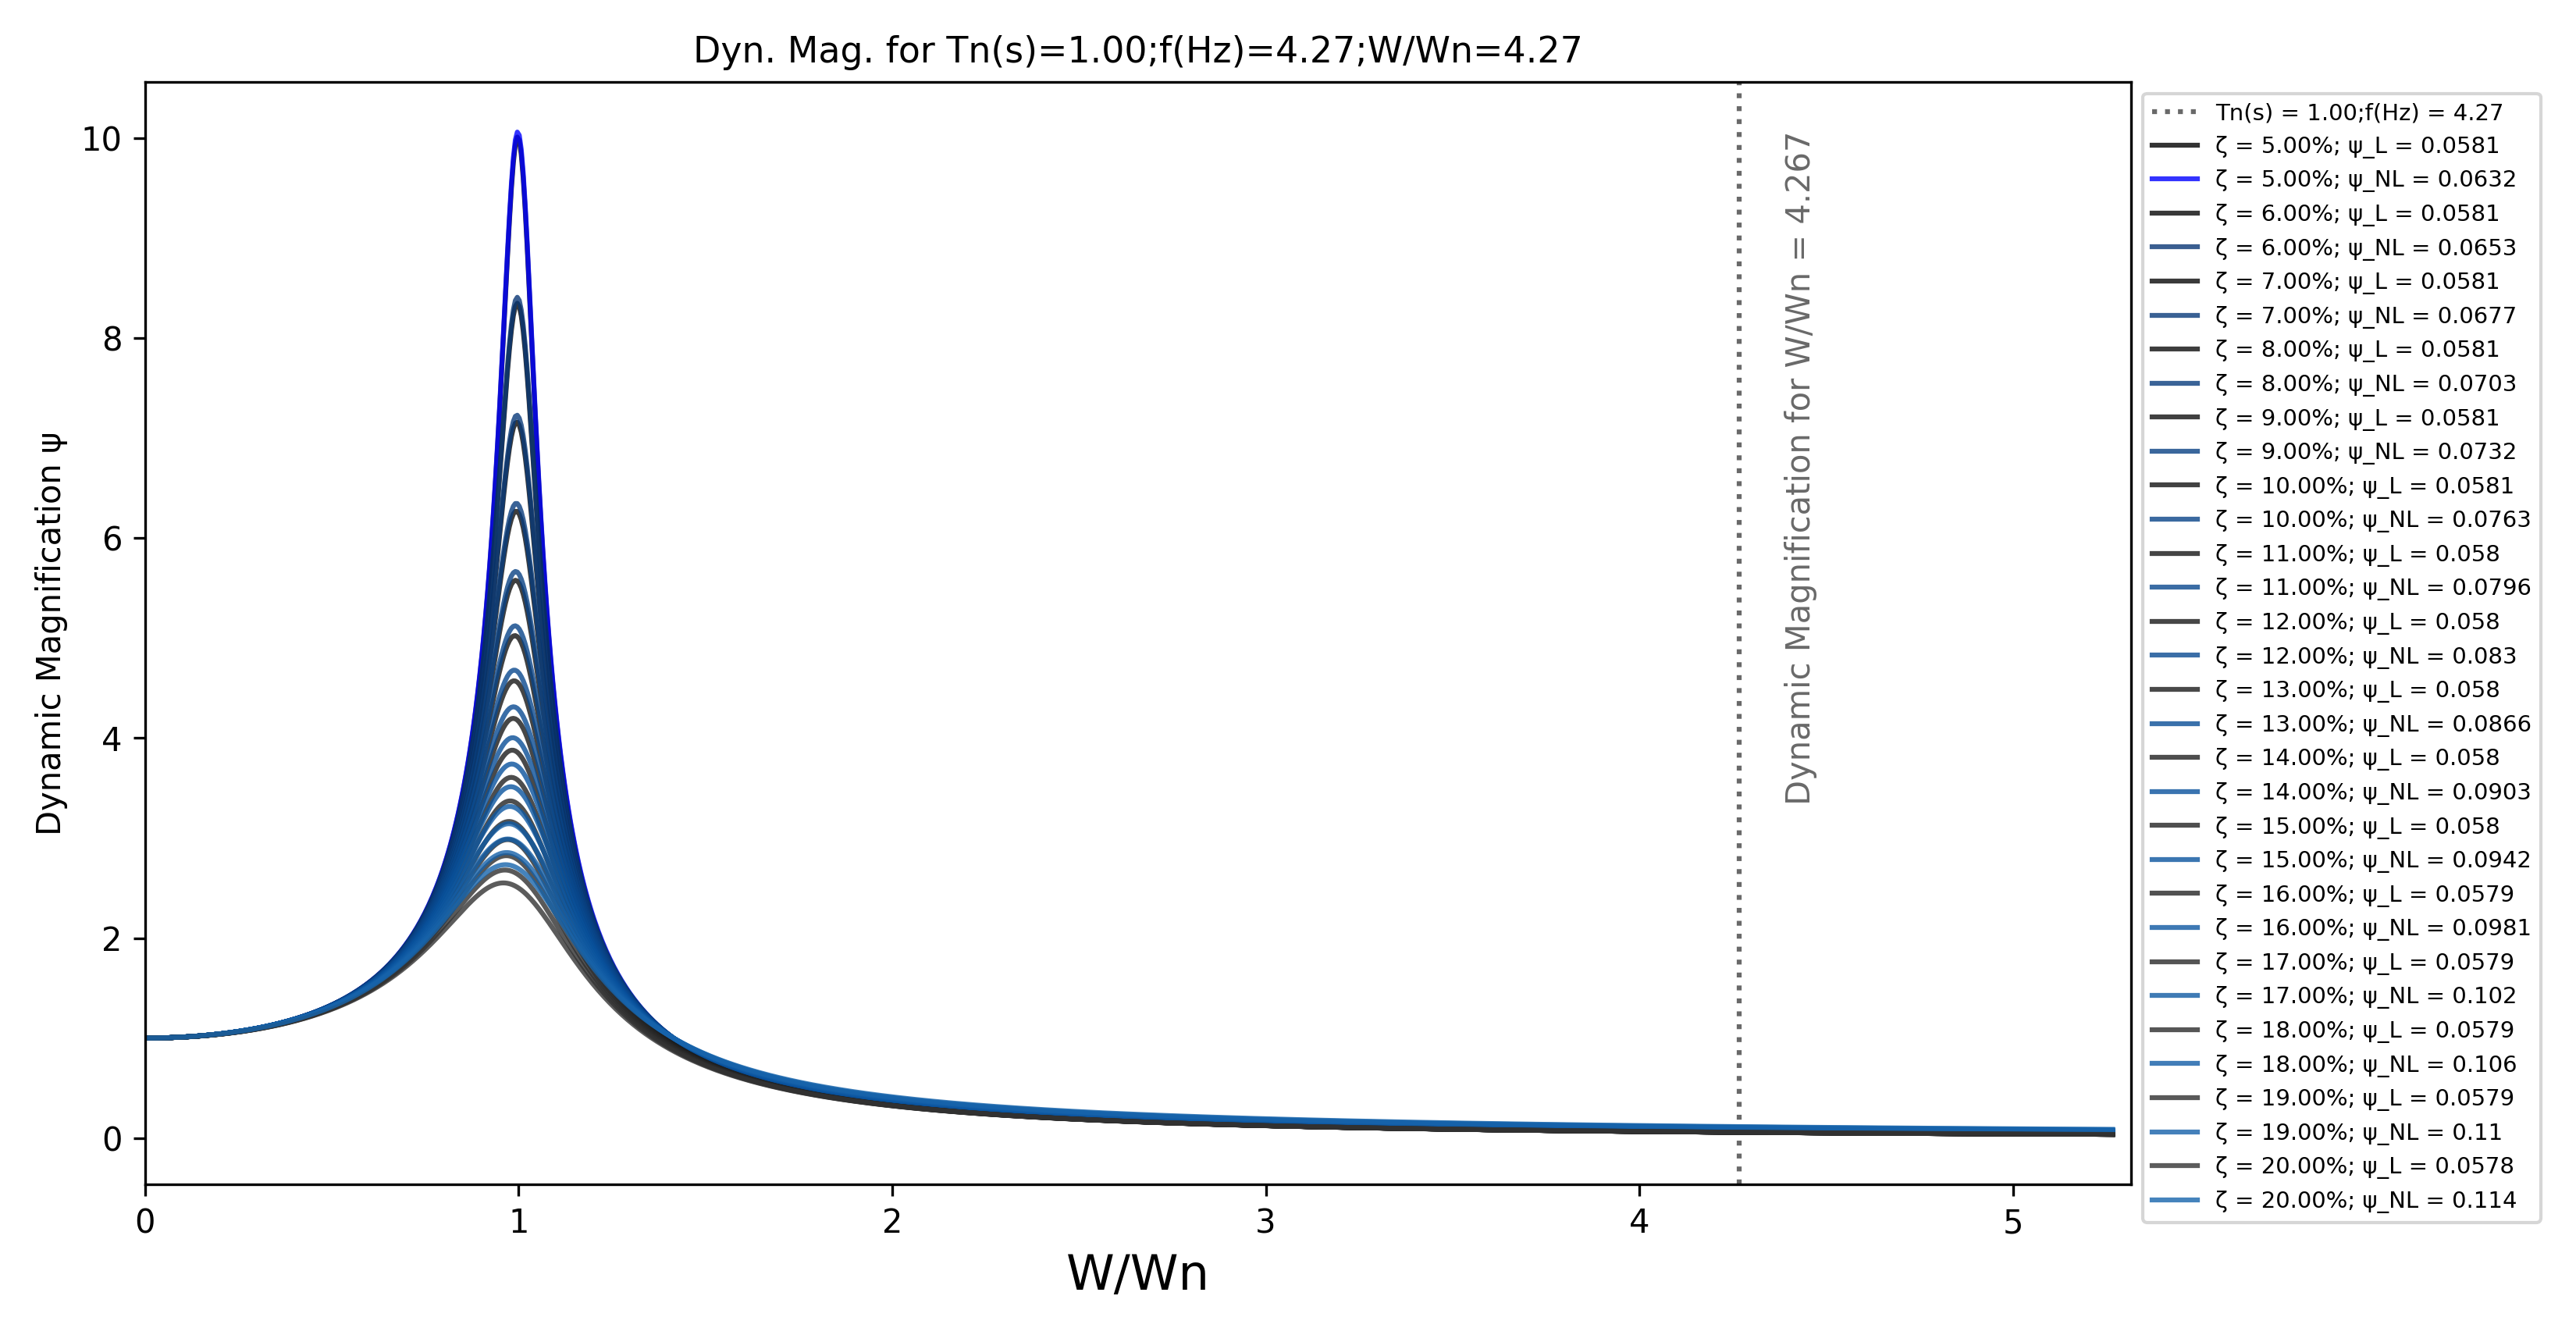 Dyn. Mag. for Tn(s)=1.00;f(Hz)=4.27;W/Wn=4.27
Dynamic Magnification ψ
10
8
6
4
2
0
0 1 2 3 4 5
W/Wn
Dynamic Magnification for W/Wn = 4.267
Tn(s) = 1.00;f(Hz) = 4.27
ζ = 5.00%; ψ_L = 0.0581
ζ = 5.00%; ψ_NL = 0.0632
ζ = 6.00%; ψ_L = 0.0581
ζ = 6.00%; ψ_NL = 0.0653
ζ = 7.00%; ψ_L = 0.0581
ζ = 7.00%; ψ_NL = 0.0677
ζ = 8.00%; ψ_L = 0.0581
ζ = 8.00%; ψ_NL = 0.0703
ζ = 9.00%; ψ_L = 0.0581
ζ = 9.00%; ψ_NL = 0.0732
ζ = 10.00%; ψ_L = 0.0581
ζ = 10.00%; ψ_NL = 0.0763
ζ = 11.00%; ψ_L = 0.058
ζ = 11.00%; ψ_NL = 0.0796
ζ = 12.00%; ψ_L = 0.058
ζ = 12.00%; ψ_NL = 0.083
ζ = 13.00%; ψ_L = 0.058
ζ = 13.00%; ψ_NL = 0.0866
ζ = 14.00%; ψ_L = 0.058
ζ = 14.00%; ψ_NL = 0.0903
ζ = 15.00%; ψ_L = 0.058
ζ = 15.00%; ψ_NL = 0.0942
ζ = 16.00%; ψ_L = 0.0579
ζ = 16.00%; ψ_NL = 0.0981
ζ = 17.00%; ψ_L = 0.0579
ζ = 17.00%; ψ_NL = 0.102
ζ = 18.00%; ψ_L = 0.0579
ζ = 18.00%; ψ_NL = 0.106
ζ = 19.00%; ψ_L = 0.0579
ζ = 19.00%; ψ_NL = 0.11
ζ = 20.00%; ψ_L = 0.0578
ζ = 20.00%; ψ_NL = 0.114